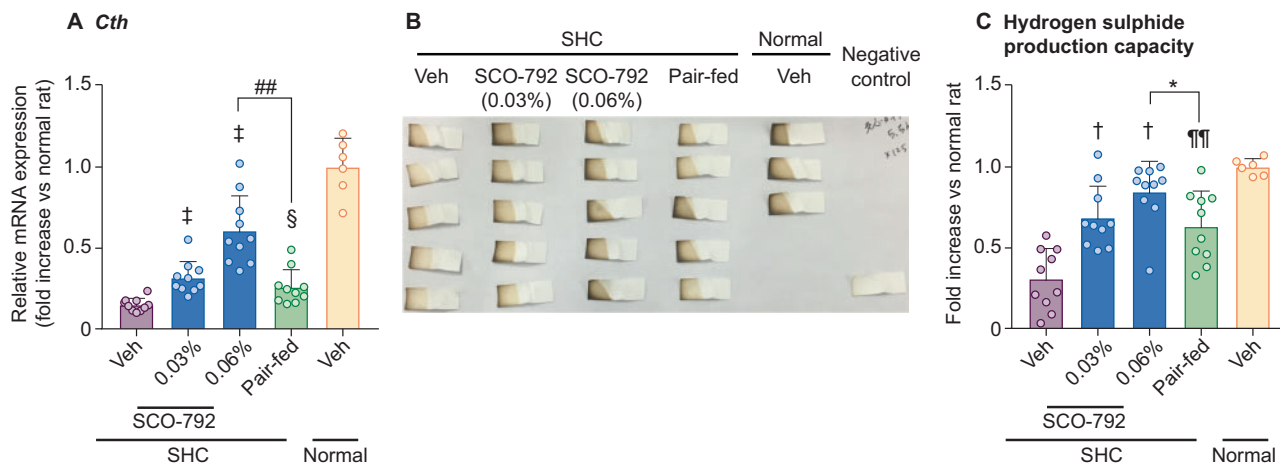 A Cth
Relative mRNA expression
(fold increase vs normal rat)
1.5
1.0
0.5
0
##
‡
‡
§
Veh
0.03%
0.06%
Pair-fed
Veh
SCO-792
SHC
Normal
B
SHC
Normal
Negative
control
Veh
SCO-792
(0.03%)
SCO-792
(0.06%)
Pair-fed
Veh
C Hydrogen sulphide
production capacity
Fold increase vs normal rat
1.5
1.0
0.5
0
*
†
†
¶¶
Veh
0.03%
0.06%
Pair-fed
Veh
SCO-792
SHC
Normal